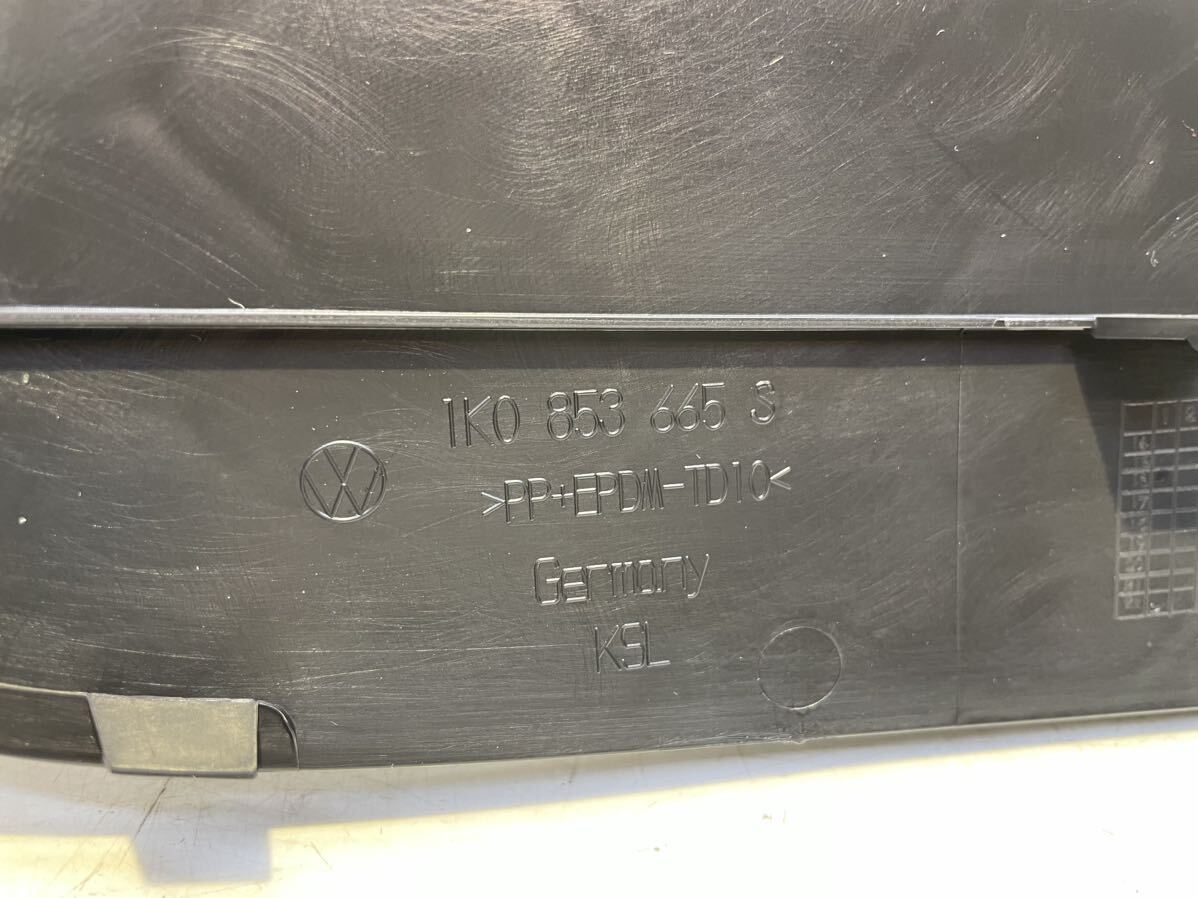 1K0 853 665 S
>PP+EPDM-TD10<
Germany
KSL